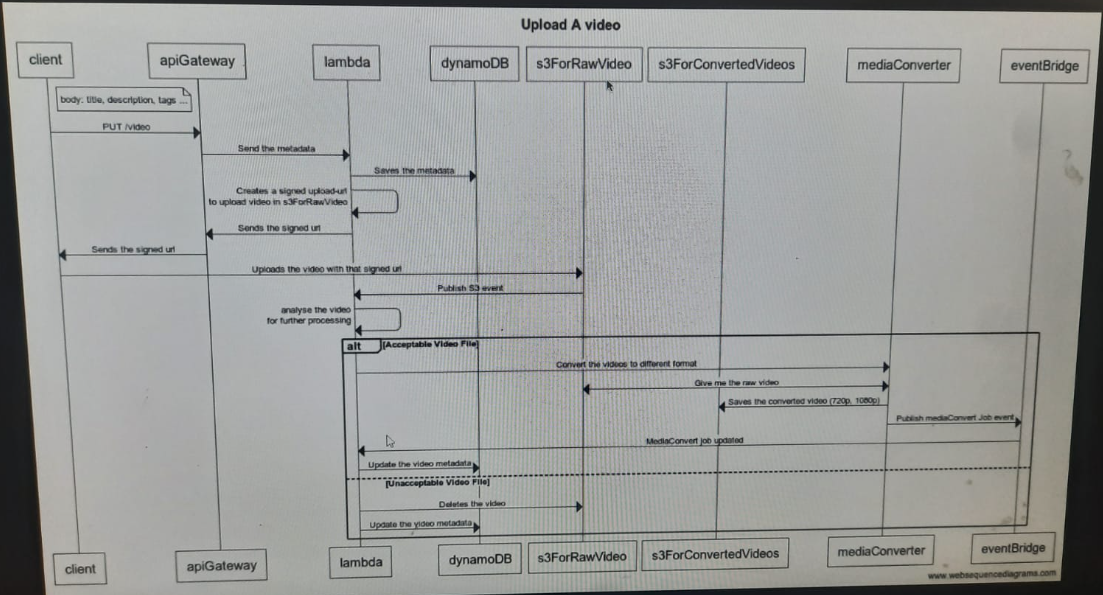 Upload A video
client
apiGateway
lambda
dynamoDB
s3ForRawVideo
s3ForConvertedVideos
mediaConverter
eventBridge
body: title, description, tags ...
PUT /video
Send the metadata
Saves the metadata
Creates a signed upload-url
to upload video in s3ForRawVideo
Sends the signed url
Sends the signed url
Uploads the video with that signed url
Publish S3 event
analyse the video
for further processing
alt
[Acceptable Video File]
Convert the videos to different format
Give me the raw video
Saves the converted video (720p, 1080p)
Publish mediaConvert Job event
MediaConvert job updated
Update the video metadata
[Unacceptable Video File]
Deletes the video
Update the video metadata
client
apiGateway
lambda
dynamoDB
s3ForRawVideo
s3ForConvertedVideos
mediaConverter
eventBridge
www.websequencediagrams.com